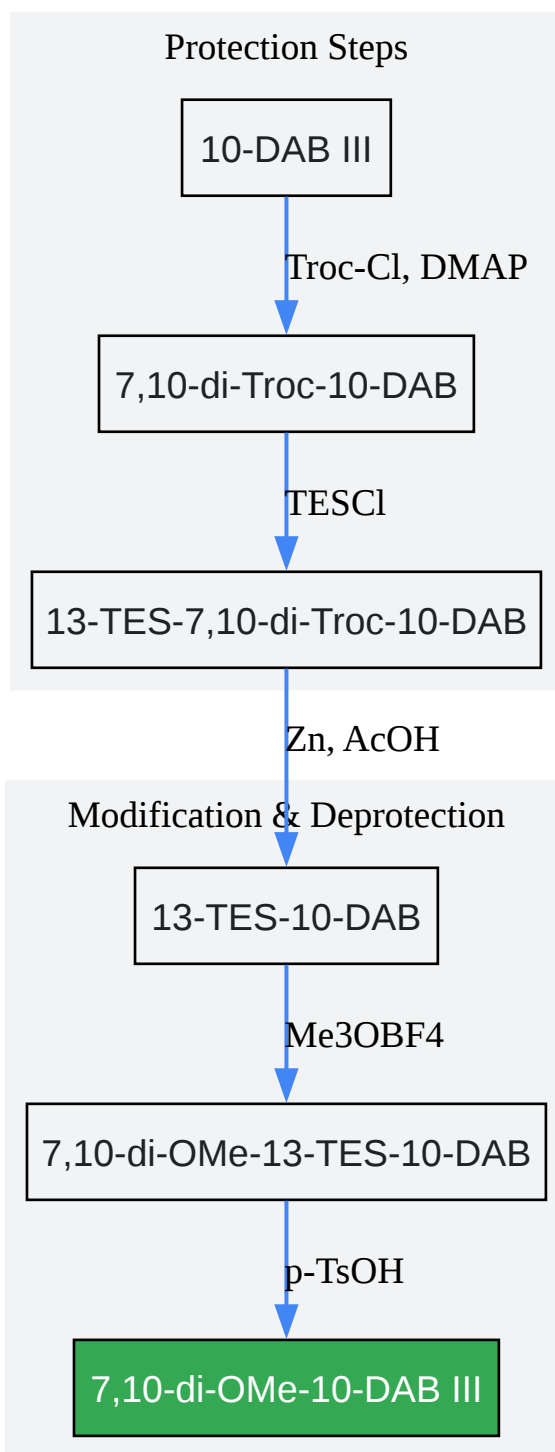 Protection Steps
10-DAB III
Troc-Cl, DMAP
7,10-di-Troc-10-DAB
TESCl
13-TES-7,10-di-Troc-10-DAB
Zn, AcOH
Modification & Deprotection
13-TES-10-DAB
Me3OBF4
7,10-di-OMe-13-TES-10-DAB
p-TsOH
7,10-di-OMe-10-DAB III